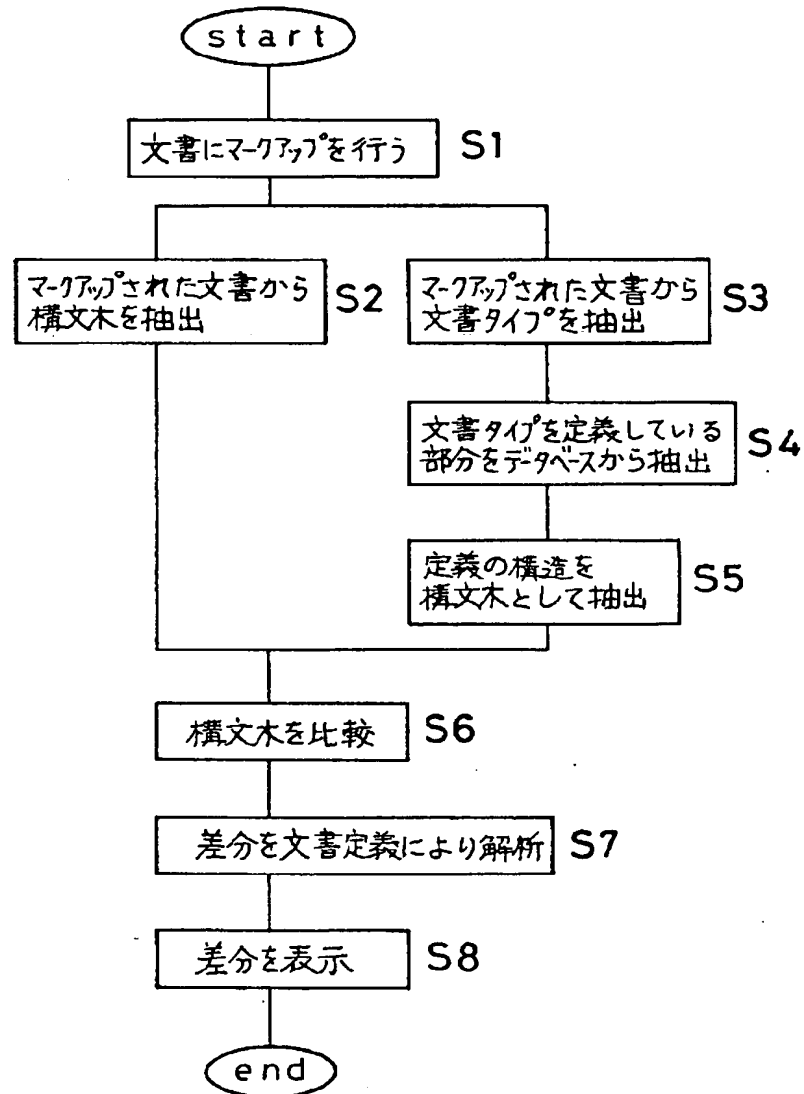 start
文書にマークアップを行う S1
マークアップされた文書から
構文木を抽出
S2
マークアップされた文書から
文書タイプを抽出
S3
文書タイプを定義している
部分をデータベースから抽出
S4
定義の構造を
構文木として抽出
S5
構文木を比較 S6
差分を文書定義により解析 S7
差分を表示 S8
end